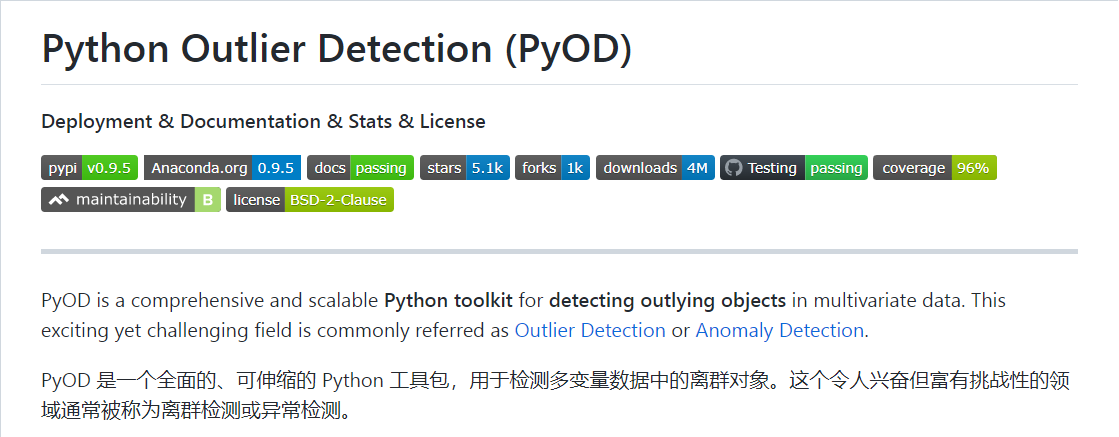 Python Outlier Detection (PyOD)
Deployment & Documentation & Stats & License
pypi v0.9.5 Anaconda.org 0.9.5 docs passing stars 5.1k forks 1k downloads 4M Testing passing coverage 96%
maintainability B license BSD-2-Clause
PyOD is a comprehensive and scalable Python toolkit for detecting outlying objects in multivariate data. This
exciting yet challenging field is commonly referred as Outlier Detection or Anomaly Detection.
PyOD 是一个全面的、可伸缩的 Python 工具包，用于检测多变量数据中的离群对象。这个令人兴奋但富有挑战性的领
域通常被称为离群检测或异常检测。